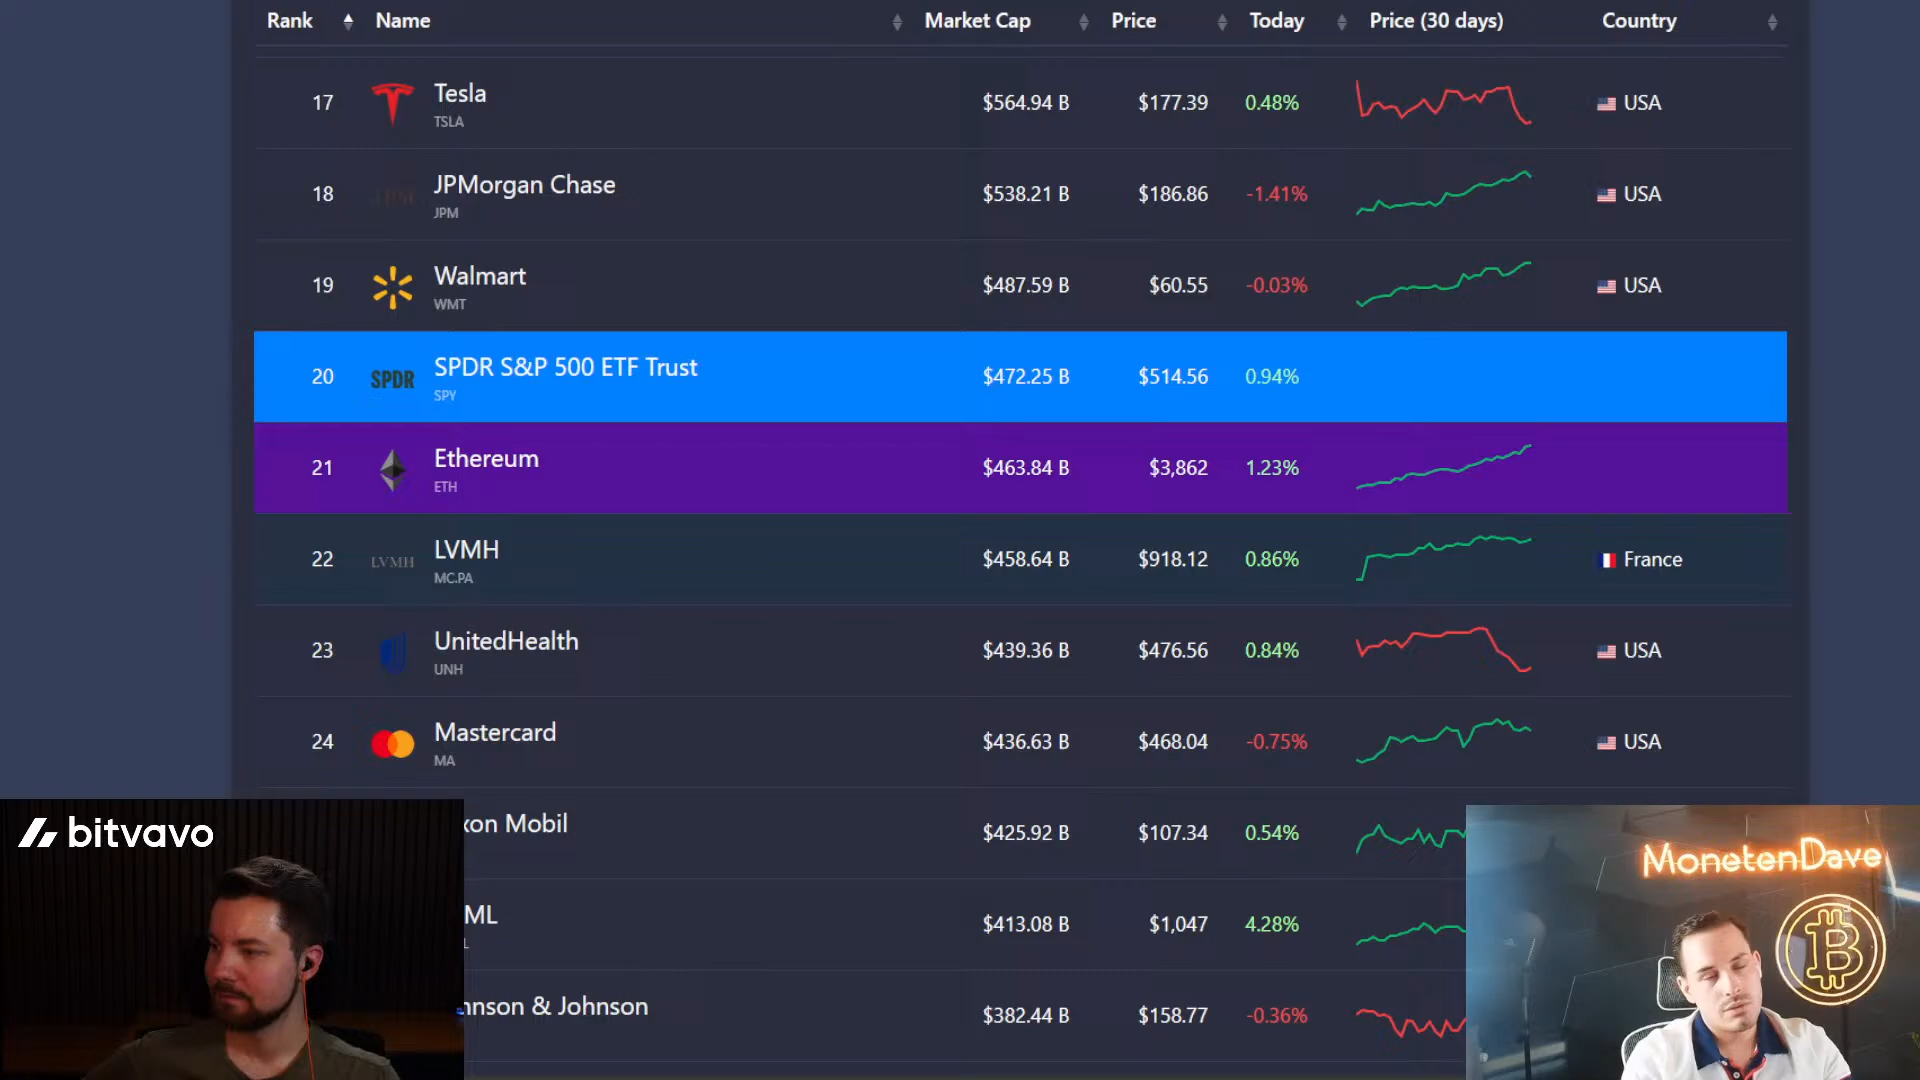 Rank Name Market Cap Price Today Price (30 days) Country
17 Tesla $564.94 B $177.39 0.48% USA
TSLA
18 JPMorgan Chase $538.21 B $186.86 -1.41% USA
JPM
19 Walmart $487.59 B $60.55 -0.03% USA
WMT
20 SPDR SPDR S&P 500 ETF Trust $472.25 B $514.56 0.94%
SPY
21 Ethereum $463.84 B $3,862 1.23%
ETH
22 LVMH LVMH $458.64 B $918.12 0.86% France
MC.PA
23 UnitedHealth $439.36 B $476.56 0.84% USA
UNH
24 Mastercard $436.63 B $468.04 -0.75% USA
MA
xon Mobil $425.92 B $107.34 0.54%
ML $413.08 B $1,047 4.28%
L
nnson & Johnson $382.44 B $158.77 -0.36%
bitvavo
MonetenDave